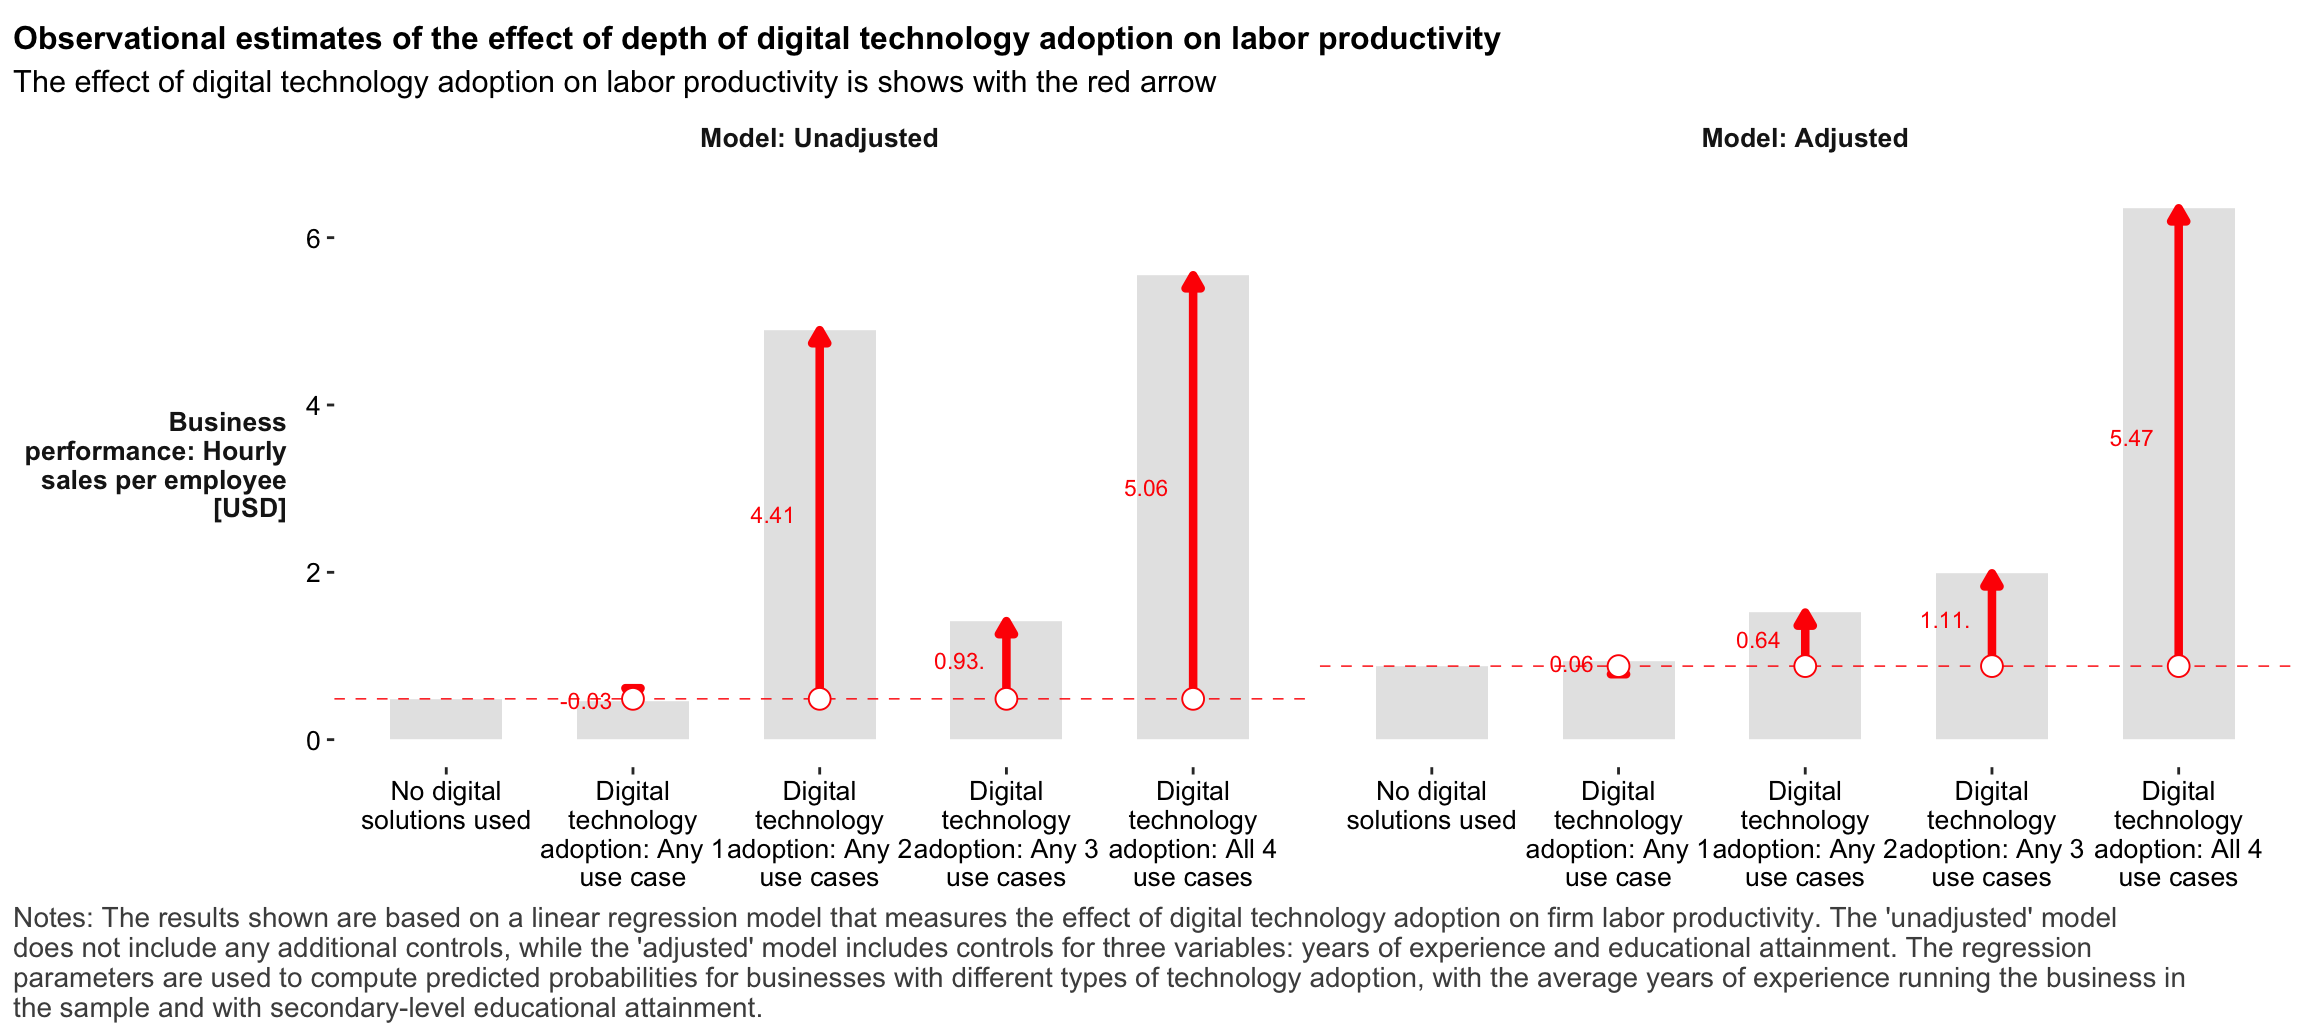 Observational estimates of the effect of depth of digital technology adoption on labor productivity
The effect of digital technology adoption on labor productivity is shows with the red arrow
Model: Unadjusted
Model: Adjusted
Business
performance: Hourly
sales per employee
[USD]
6
4
2
0
-0.03
4.41
0.93.
5.06
0.06
0.64
1.11.
5.47
No digital
solutions used
Digital
technology
adoption: Any 1
use case
Digital
technology
adoption: Any 2
use cases
Digital
technology
adoption: Any 3
use cases
Digital
technology
adoption: All 4
use cases
No digital
solutions used
Digital
technology
adoption: Any 1
use case
Digital
technology
adoption: Any 2
use cases
Digital
technology
adoption: Any 3
use cases
Digital
technology
adoption: All 4
use cases
Notes: The results shown are based on a linear regression model that measures the effect of digital technology adoption on firm labor productivity. The 'unadjusted' model
does not include any additional controls, while the 'adjusted' model includes controls for three variables: years of experience and educational attainment. The regression
parameters are used to compute predicted probabilities for businesses with different types of technology adoption, with the average years of experience running the business in
the sample and with secondary-level educational attainment.